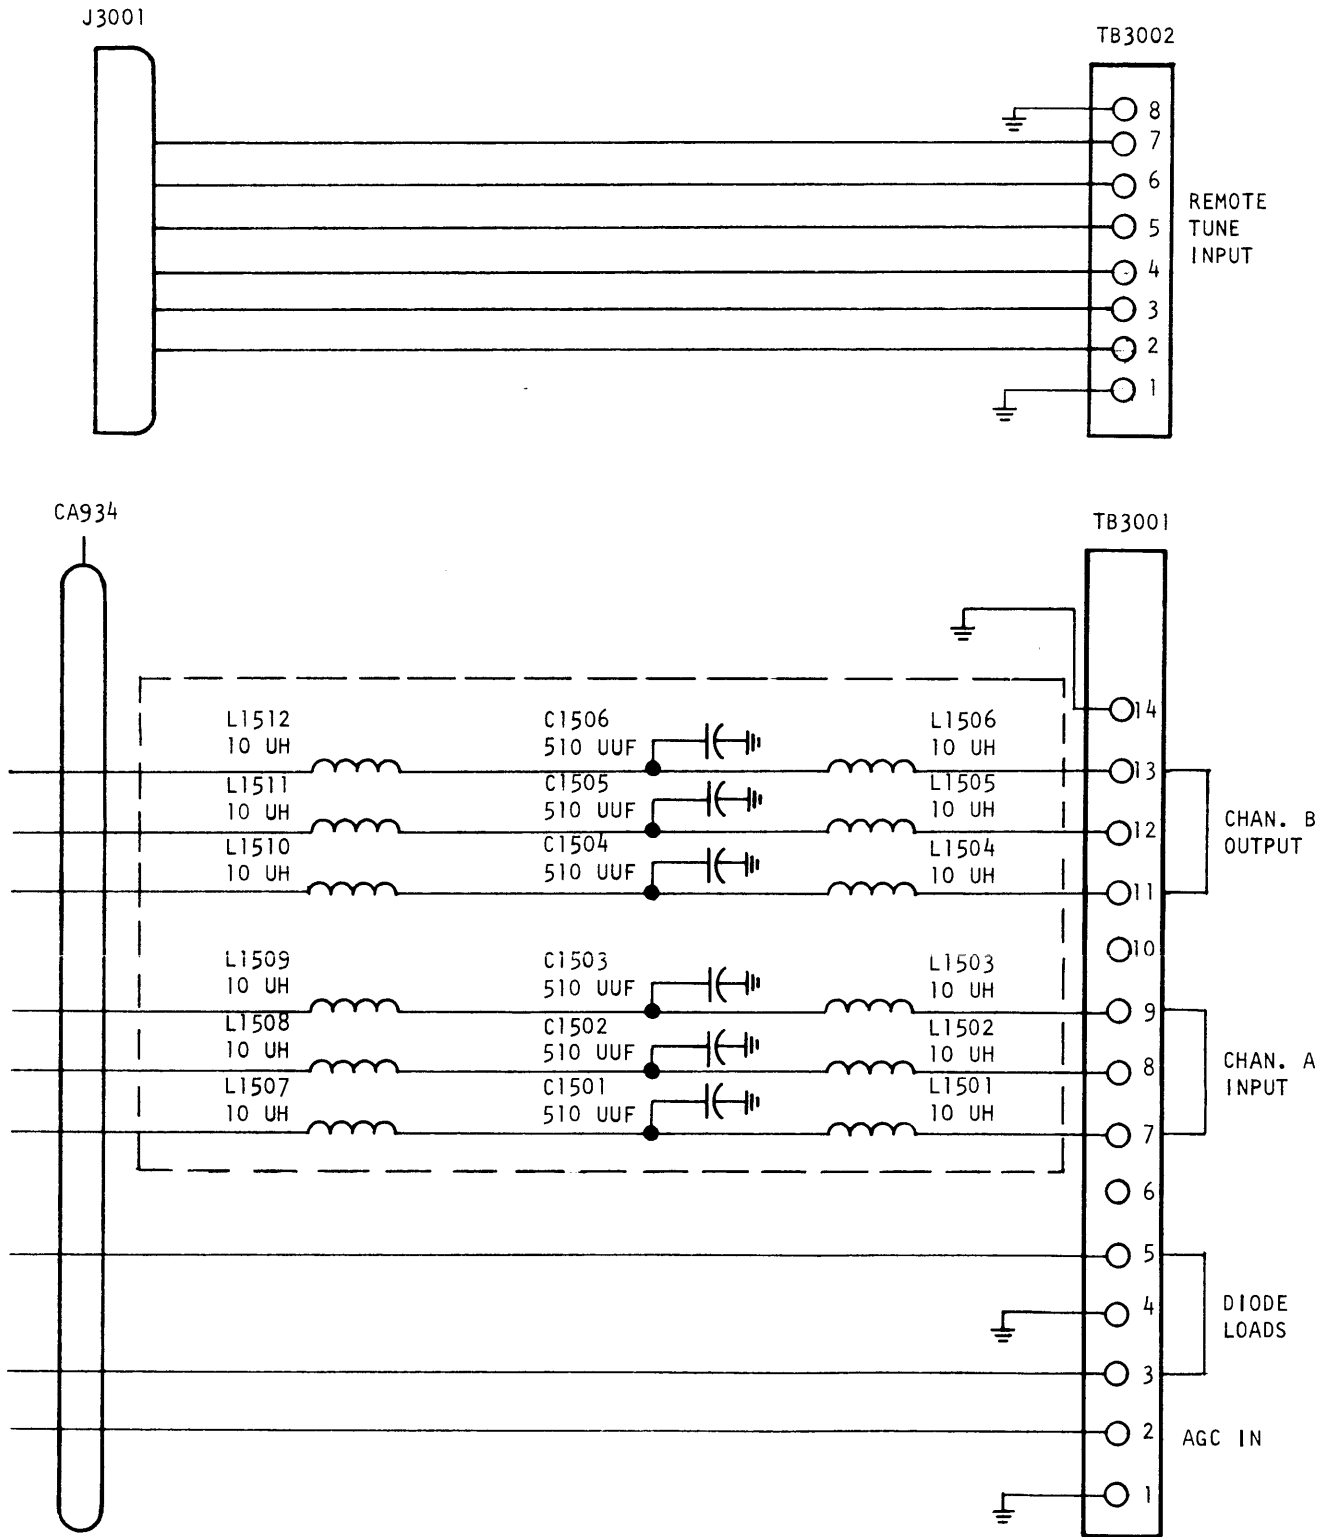 J3001
TB3002
8
7
6
5
4
3
2
1
REMOTE
TUNE
INPUT
CA934
TB3001
14
L1512
10 UH
C1506
510 UUF
L1506
10 UH
13
L1511
10 UH
C1505
510 UUF
L1505
10 UH
12
L1510
10 UH
C1504
510 UUF
L1504
10 UH
11
CHAN. B
OUTPUT
10
L1509
10 UH
C1503
510 UUF
L1503
10 UH
9
L1508
10 UH
C1502
510 UUF
L1502
10 UH
8
L1507
10 UH
C1501
510 UUF
L1501
10 UH
7
CHAN. A
INPUT
6
5
4
3
DIODE
LOADS
2
AGC IN
1